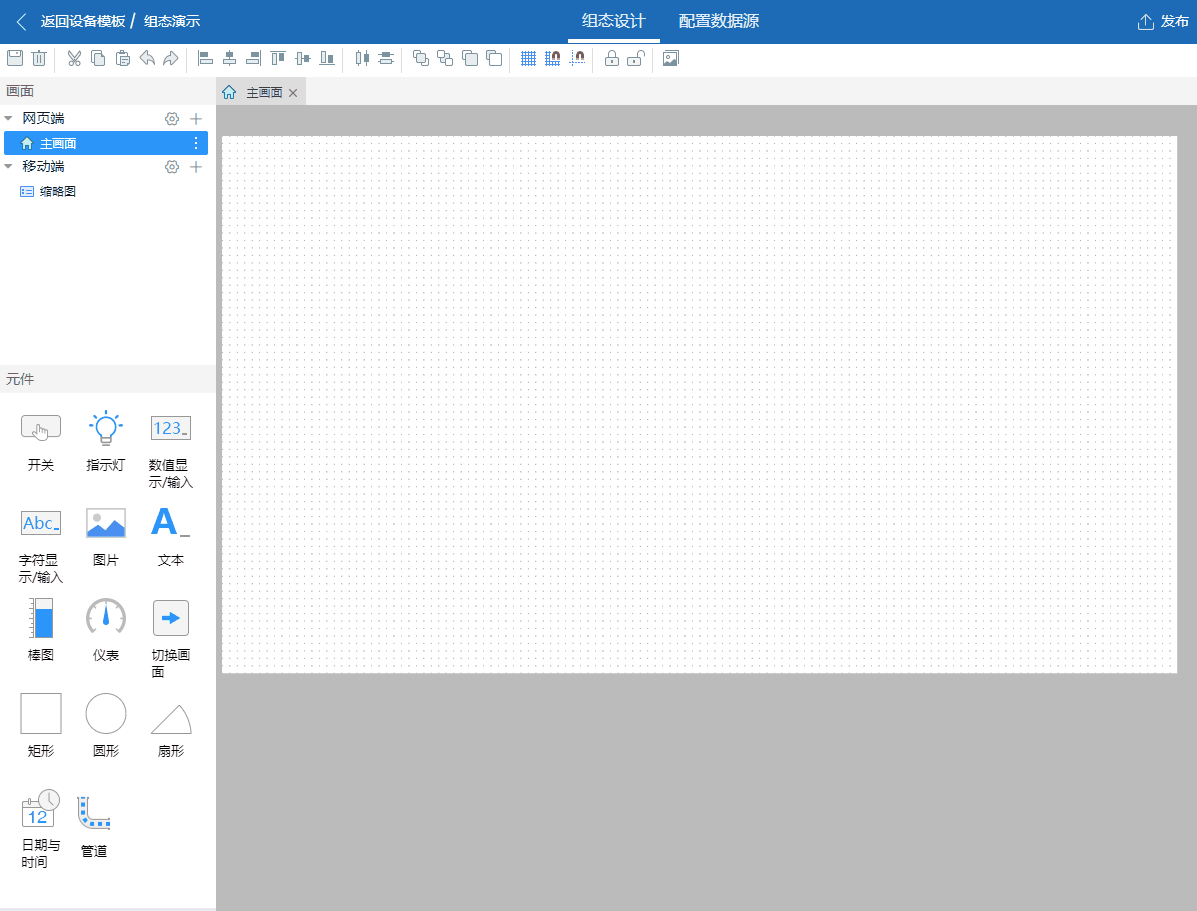 返回设备模板 / 组态演示
组态设计
配置数据源
发布
画面
主画面
网页端
主画面
移动端
缩略图
元件
123_
开关
指示灯
数值显
示/输入
Abc_
A_
字符显
示/输入
图片
文本
棒图
仪表
切换画
面
矩形
圆形
扇形
12
日期与
时间
管道